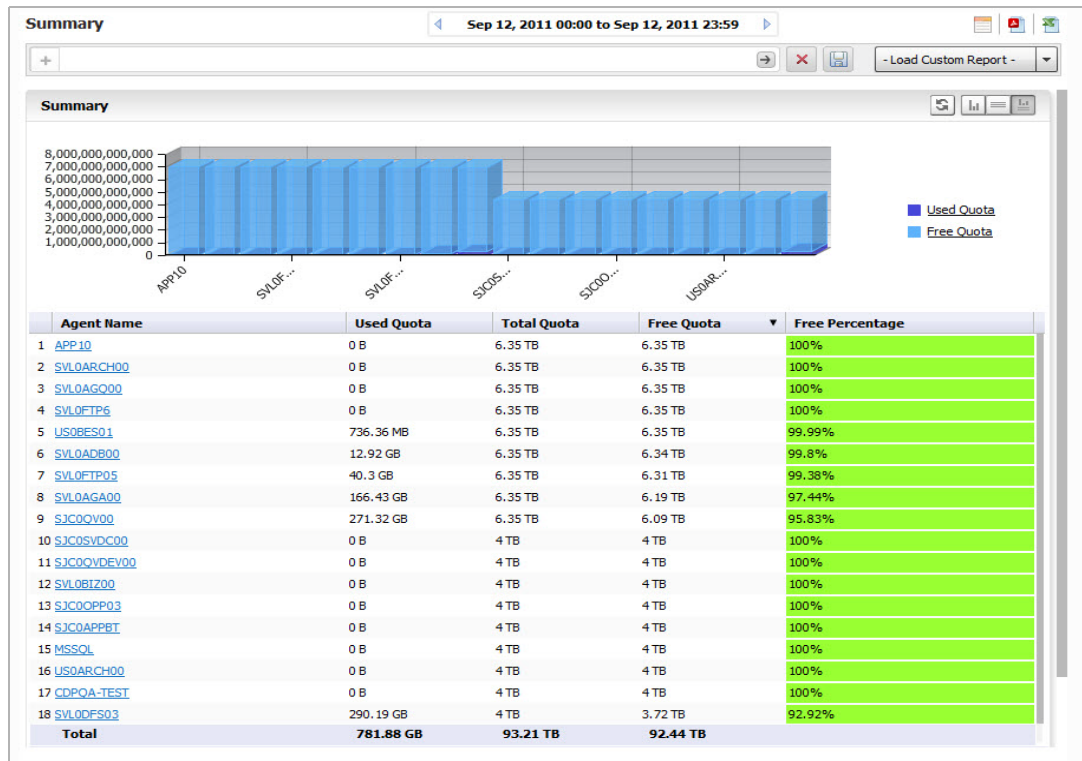 Summary
Sep 12, 2011 00:00 to Sep 12, 2011 23:59
- Load Custom Report -
Summary
8,000,000,000,000
7,000,000,000,000
6,000,000,000,000
5,000,000,000,000
4,000,000,000,000
3,000,000,000,000
2,000,000,000,000
1,000,000,000,000
0
APP10
SVL0F...
SVL0F...
SJC0S...
SJC0O...
US0AR...
Used Quota
Free Quota
Agent Name Used Quota Total Quota Free Quota Free Percentage
1 APP10 0 B 6.35 TB 6.35 TB 100%
2 SVL0ARCH00 0 B 6.35 TB 6.35 TB 100%
3 SVL0AGQ00 0 B 6.35 TB 6.35 TB 100%
4 SVL0FTP6 0 B 6.35 TB 6.35 TB 100%
5 US0BES01 736.36 MB 6.35 TB 6.35 TB 99.99%
6 SVL0ADB00 12.92 GB 6.35 TB 6.34 TB 99.8%
7 SVL0FTP05 40.3 GB 6.35 TB 6.31 TB 99.38%
8 SVL0AGA00 166.43 GB 6.35 TB 6.19 TB 97.44%
9 SJC0QV00 271.32 GB 6.35 TB 6.09 TB 95.83%
10 SJC0SVDC00 0 B 4 TB 4 TB 100%
11 SJC0QVDEV00 0 B 4 TB 4 TB 100%
12 SVL0BIZ00 0 B 4 TB 4 TB 100%
13 SJC0OPP03 0 B 4 TB 4 TB 100%
14 SJC0APPBT 0 B 4 TB 4 TB 100%
15 MSSQL 0 B 4 TB 4 TB 100%
16 US0ARCH00 0 B 4 TB 4 TB 100%
17 CDPQA-TEST 0 B 4 TB 4 TB 100%
18 SVL0DFS03 290.19 GB 4 TB 3.72 TB 92.92%
Total 781.88 GB 93.21 TB 92.44 TB